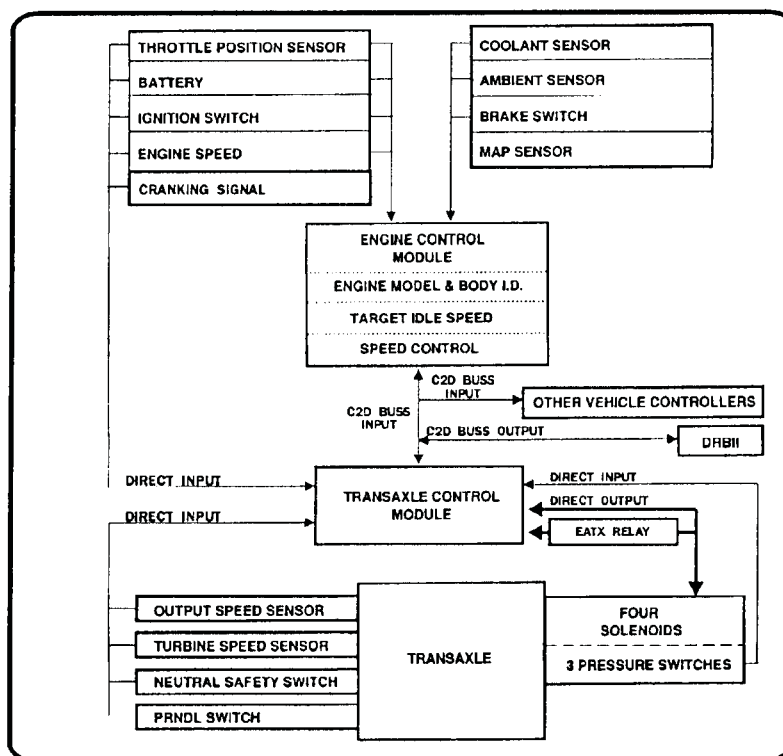 THROTTLE POSITION SENSOR
BATTERY
IGNITION SWITCH
ENGINE SPEED
CRANKING SIGNAL
COOLANT SENSOR
AMBIENT SENSOR
BRAKE SWITCH
MAP SENSOR
ENGINE CONTROL
MODULE
ENGINE MODEL & BODY I.D.
TARGET IDLE SPEED
SPEED CONTROL
C2D BUSS
INPUT
C2D BUSS
INPUT
OTHER VEHICLE CONTROLLERS
C2D BUSS OUTPUT
DRBII
DIRECT INPUT
DIRECT INPUT
TRANSAXLE CONTROL
MODULE
DIRECT INPUT
DIRECT OUTPUT
EATX RELAY
OUTPUT SPEED SENSOR
TURBINE SPEED SENSOR
NEUTRAL SAFETY SWITCH
PRNDL SWITCH
TRANSAXLE
FOUR
SOLENOIDS
3 PRESSURE SWITCHES